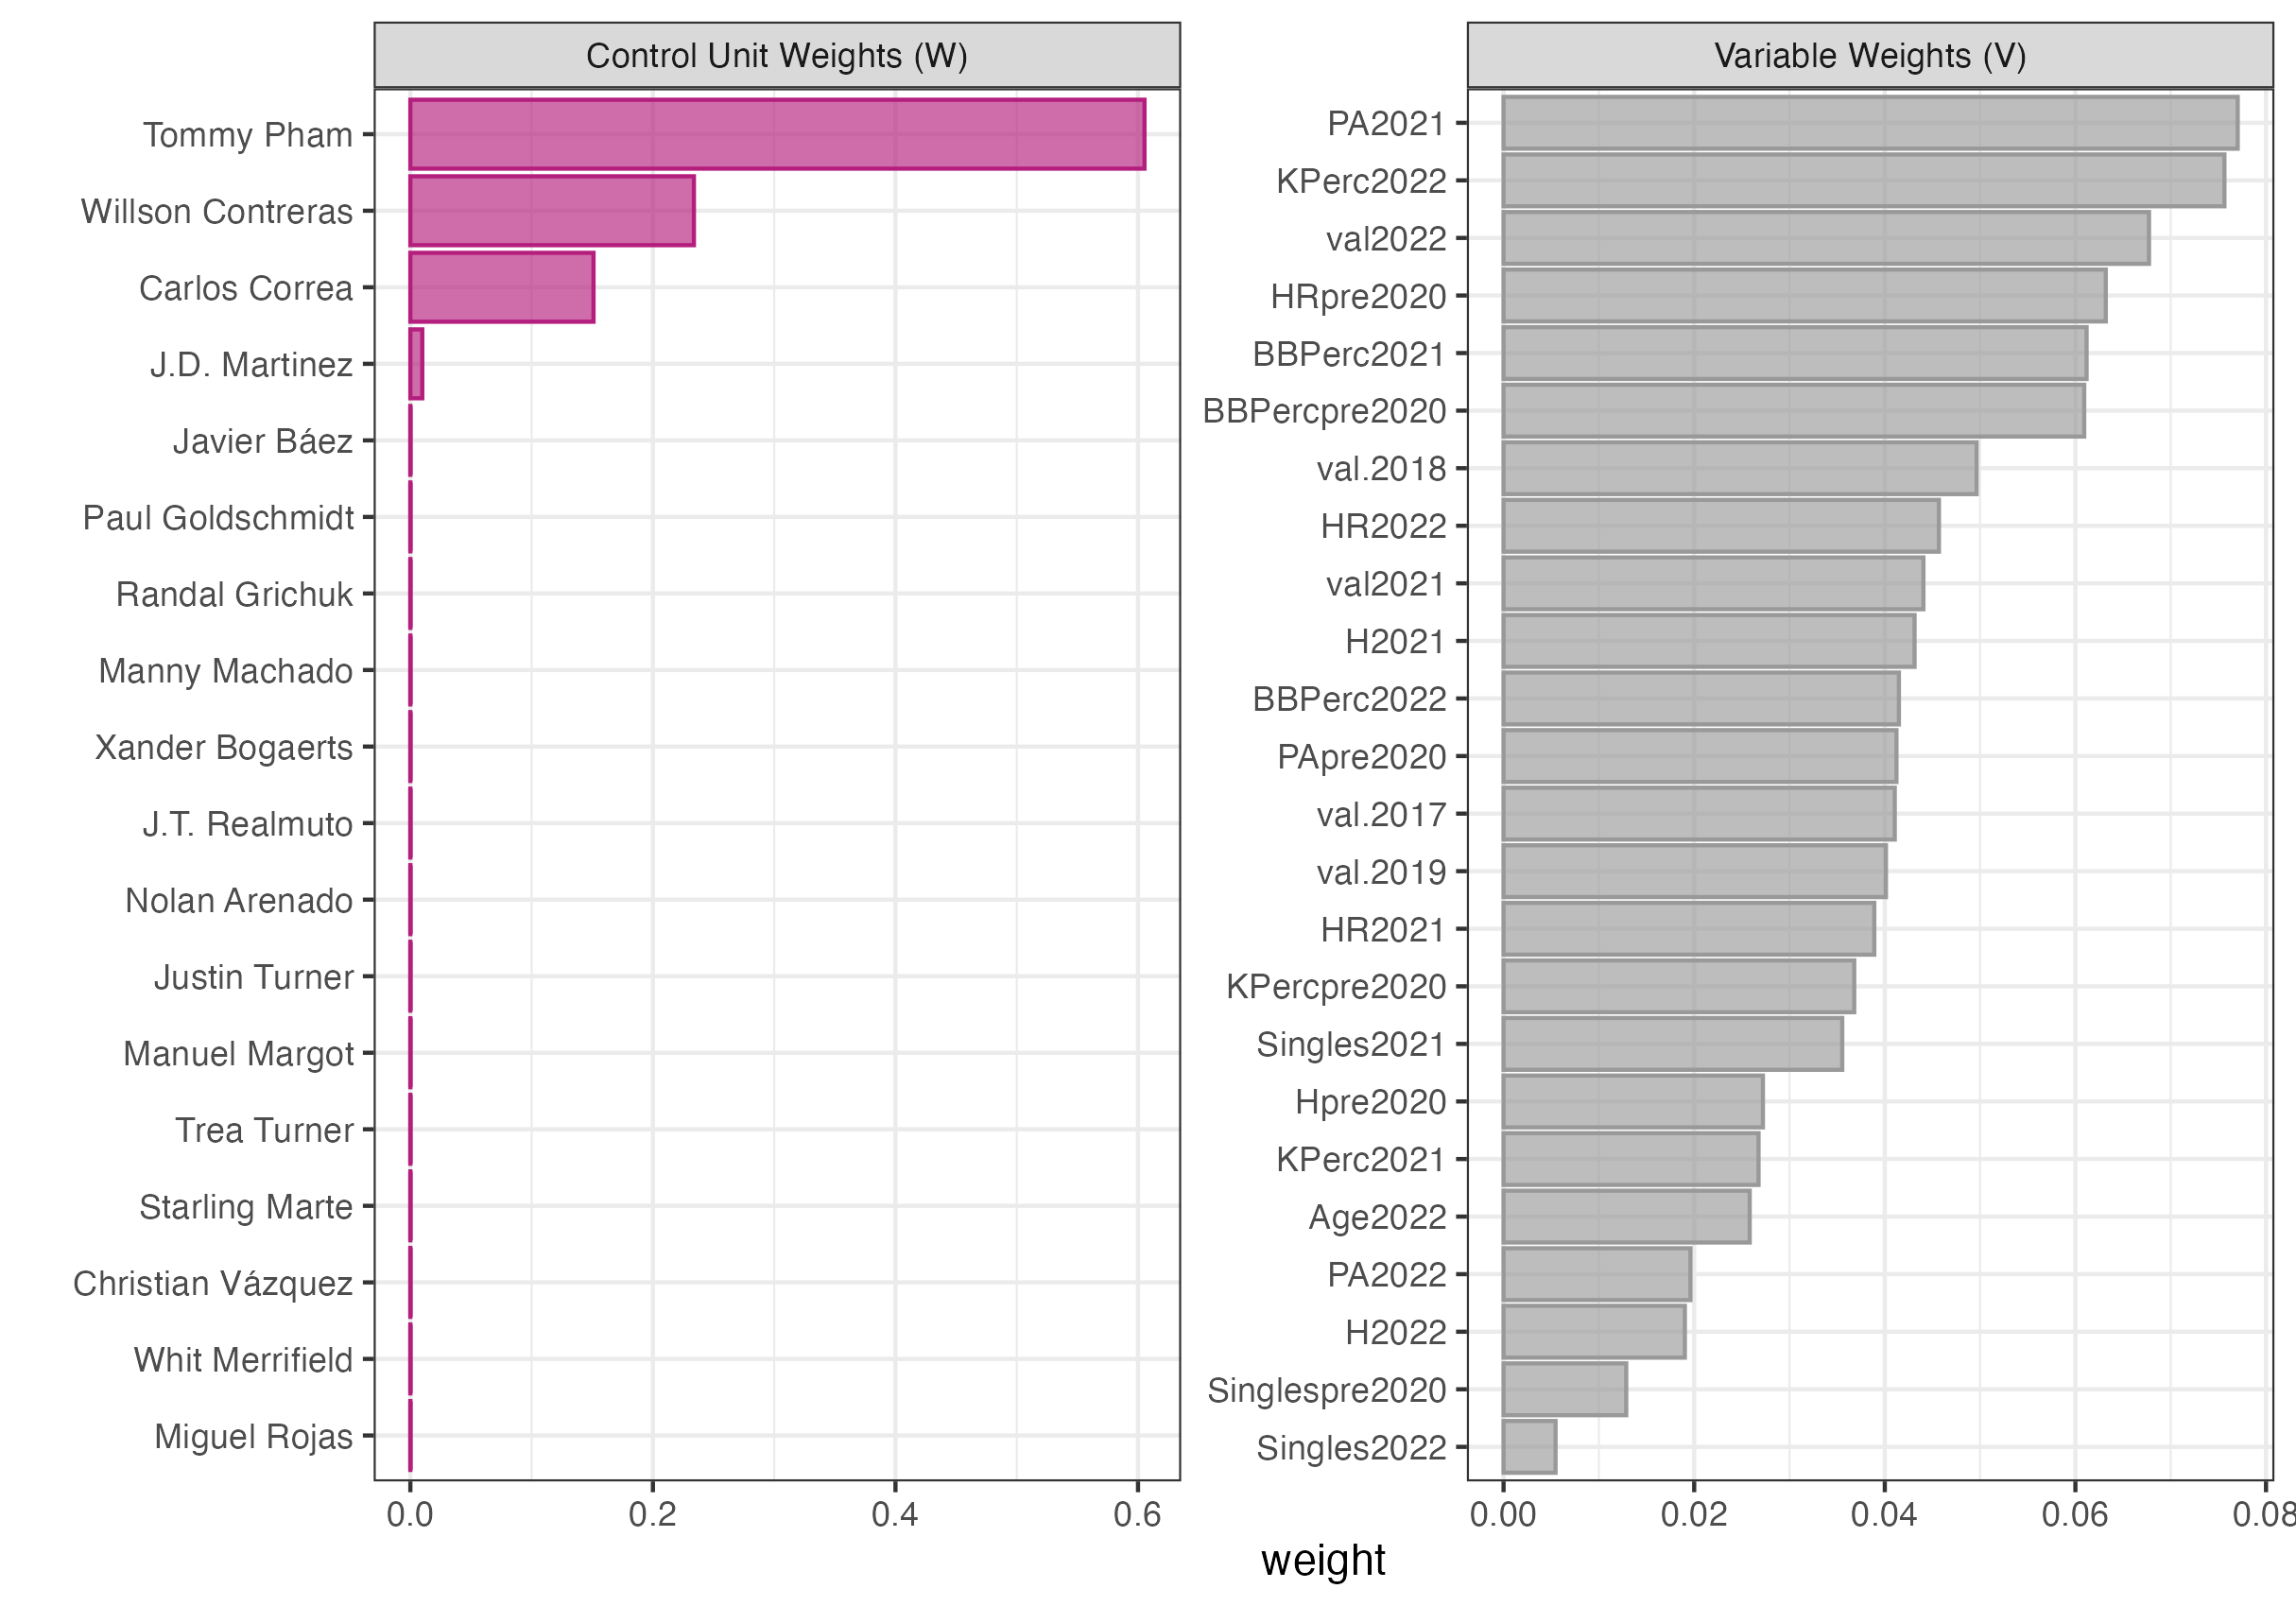 Control Unit Weights (W)
Tommy Pham
Willson Contreras
Carlos Correa
J.D. Martinez
Javier Báez
Paul Goldschmidt
Randal Grichuk
Manny Machado
Xander Bogaerts
J.T. Realmuto
Nolan Arenado
Justin Turner
Manuel Margot
Trea Turner
Starling Marte
Christian Vázquez
Whit Merrifield
Miguel Rojas
0.0 0.2 0.4 0.6
Variable Weights (V)
PA2021
KPerc2022
val2022
HRpre2020
BBPerc2021
BBPercpre2020
val.2018
HR2022
val2021
H2021
BBPerc2022
PApre2020
val.2017
val.2019
HR2021
KPercpre2020
Singles2021
Hpre2020
KPerc2021
Age2022
PA2022
H2022
Singlespre2020
Singles2022
0.00 0.02 0.04 0.06 0.08
weight